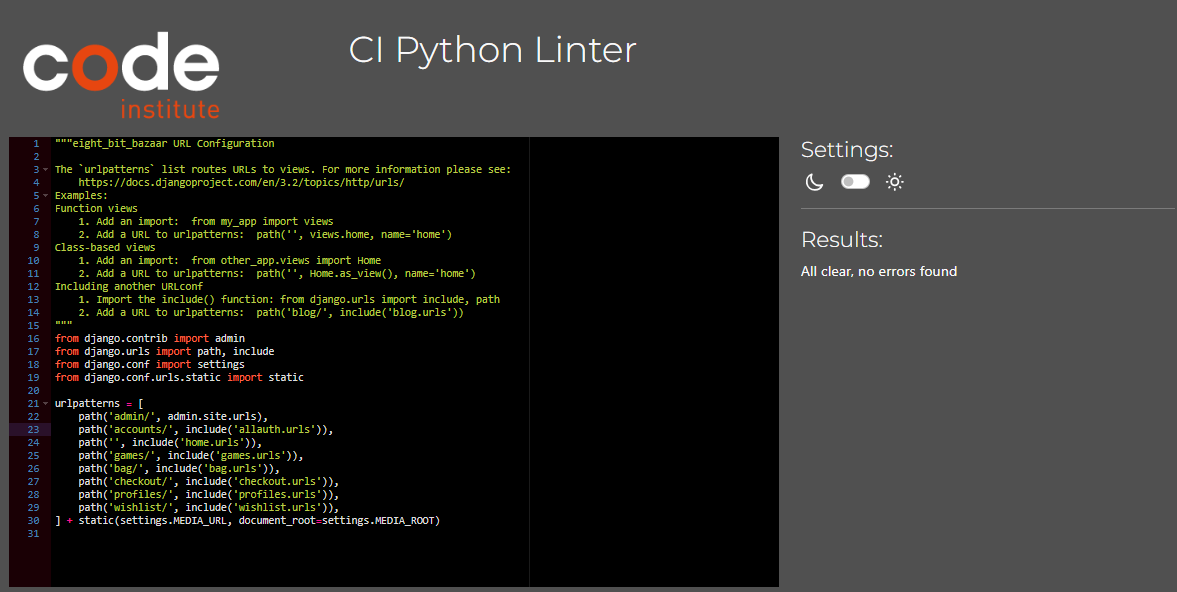 code
institute
CI Python Linter
1 """eight_bit_bazaar URL Configuration
2
3 The `urlpatterns` list routes URLs to views. For more information please see:
4     https://docs.djangoproject.com/en/3.2/topics/http/urls/
5 Examples:
6 Function views
7     1. Add an import:  from my_app import views
8     2. Add a URL to urlpatterns:  path('', views.home, name='home')
9 Class-based views
10     1. Add an import:  from other_app.views import Home
11     2. Add a URL to urlpatterns:  path('', Home.as_view(), name='home')
12 Including another URLconf
13     1. Import the include() function: from django.urls import include, path
14     2. Add a URL to urlpatterns:  path('blog/', include('blog.urls'))
15 """
16 from django.contrib import admin
17 from django.urls import path, include
18 from django.conf import settings
19 from django.conf.urls.static import static
20
21 urlpatterns = [
22     path('admin/', admin.site.urls),
23     path('accounts/', include('allauth.urls')),
24     path('', include('home.urls')),
25     path('games/', include('games.urls')),
26     path('bag/', include('bag.urls')),
27     path('checkout/', include('checkout.urls')),
28     path('profiles/', include('profiles.urls')),
29     path('wishlist/', include('wishlist.urls')),
30 ] + static(settings.MEDIA_URL, document_root=settings.MEDIA_ROOT)
31
Settings:
Results:
All clear, no errors found